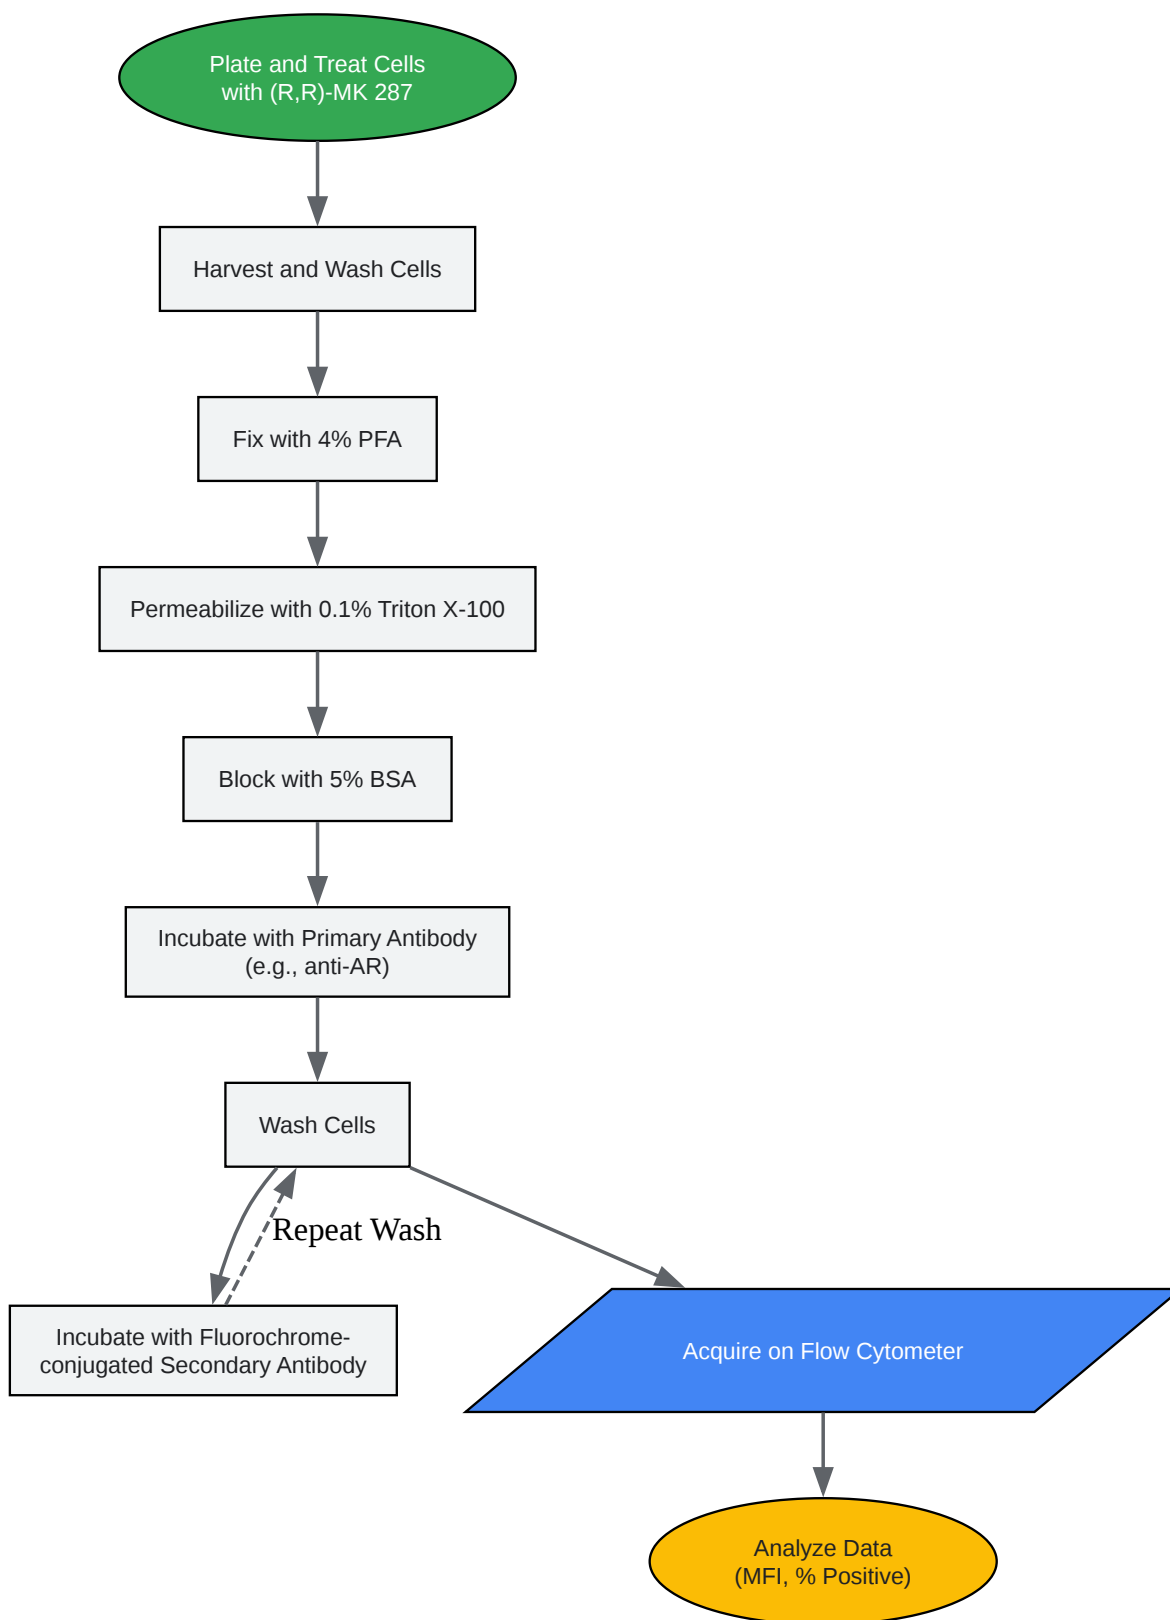 Plate and Treat Cells
with (R,R)-MK 287
Harvest and Wash Cells
Fix with 4% PFA
Permeabilize with 0.1% Triton X-100
Block with 5% BSA
Incubate with Primary Antibody
(e.g., anti-AR)
Wash Cells
Repeat Wash
Incubate with Fluorochrome-
conjugated Secondary Antibody
Acquire on Flow Cytometer
Analyze Data
(MFI, % Positive)